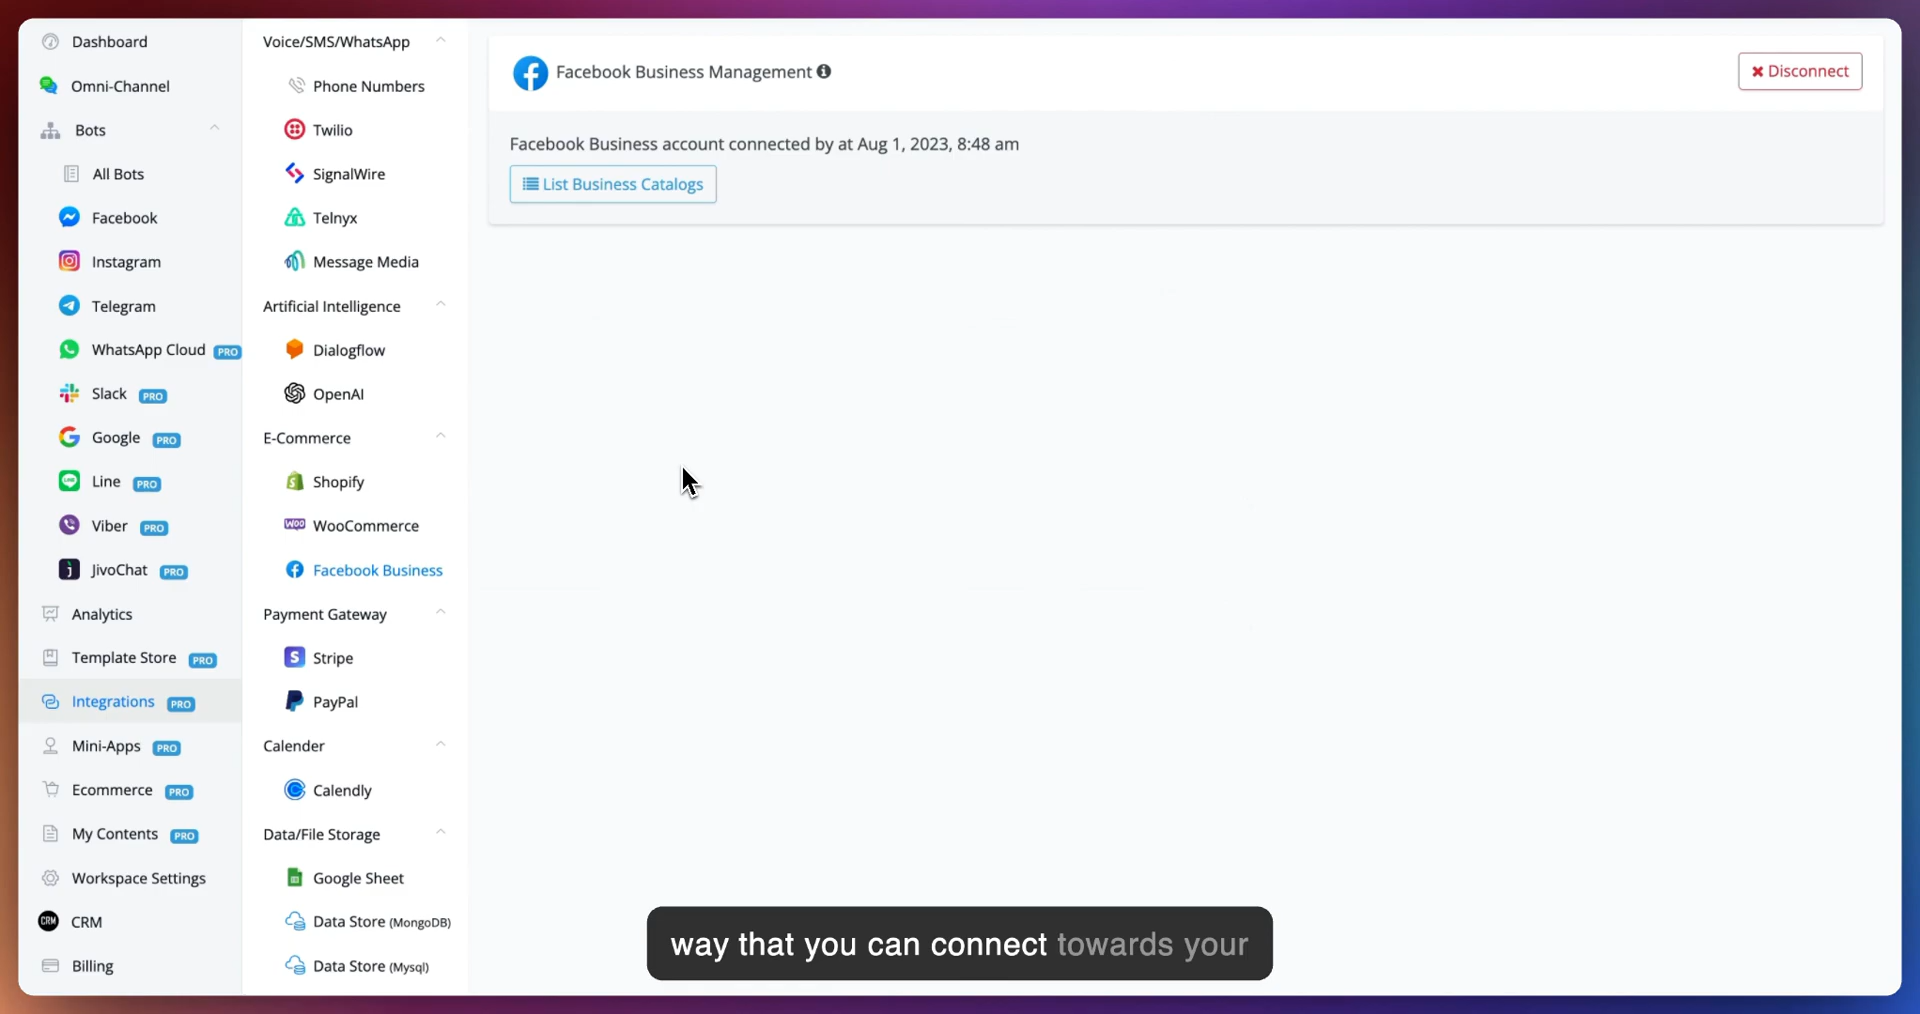 Dashboard
Omni-Channel
Bots
All Bots
Facebook
Instagram
Telegram
WhatsApp Cloud PRO
Slack PRO
Google PRO
Line PRO
Viber PRO
JivoChat PRO
Analytics
Template Store PRO
Integrations PRO
Mini-Apps PRO
Ecommerce PRO
My Contents PRO
Workspace Settings
CRM CRM
Billing
Voice/SMS/WhatsApp
Phone Numbers
Twilio
SignalWire
Telnyx
Message Media
Artificial Intelligence
Dialogflow
OpenAI
E-Commerce
Shopify
WOO WooCommerce
Facebook Business
Payment Gateway
S Stripe
PayPal
Calender
Calendly
Data/File Storage
Google Sheet
Data Store (MongoDB)
Data Store (Mysql)
Facebook Business Management
Disconnect
Facebook Business account connected by at Aug 1, 2023, 8:48 am
List Business Catalogs
way that you can connect towards your